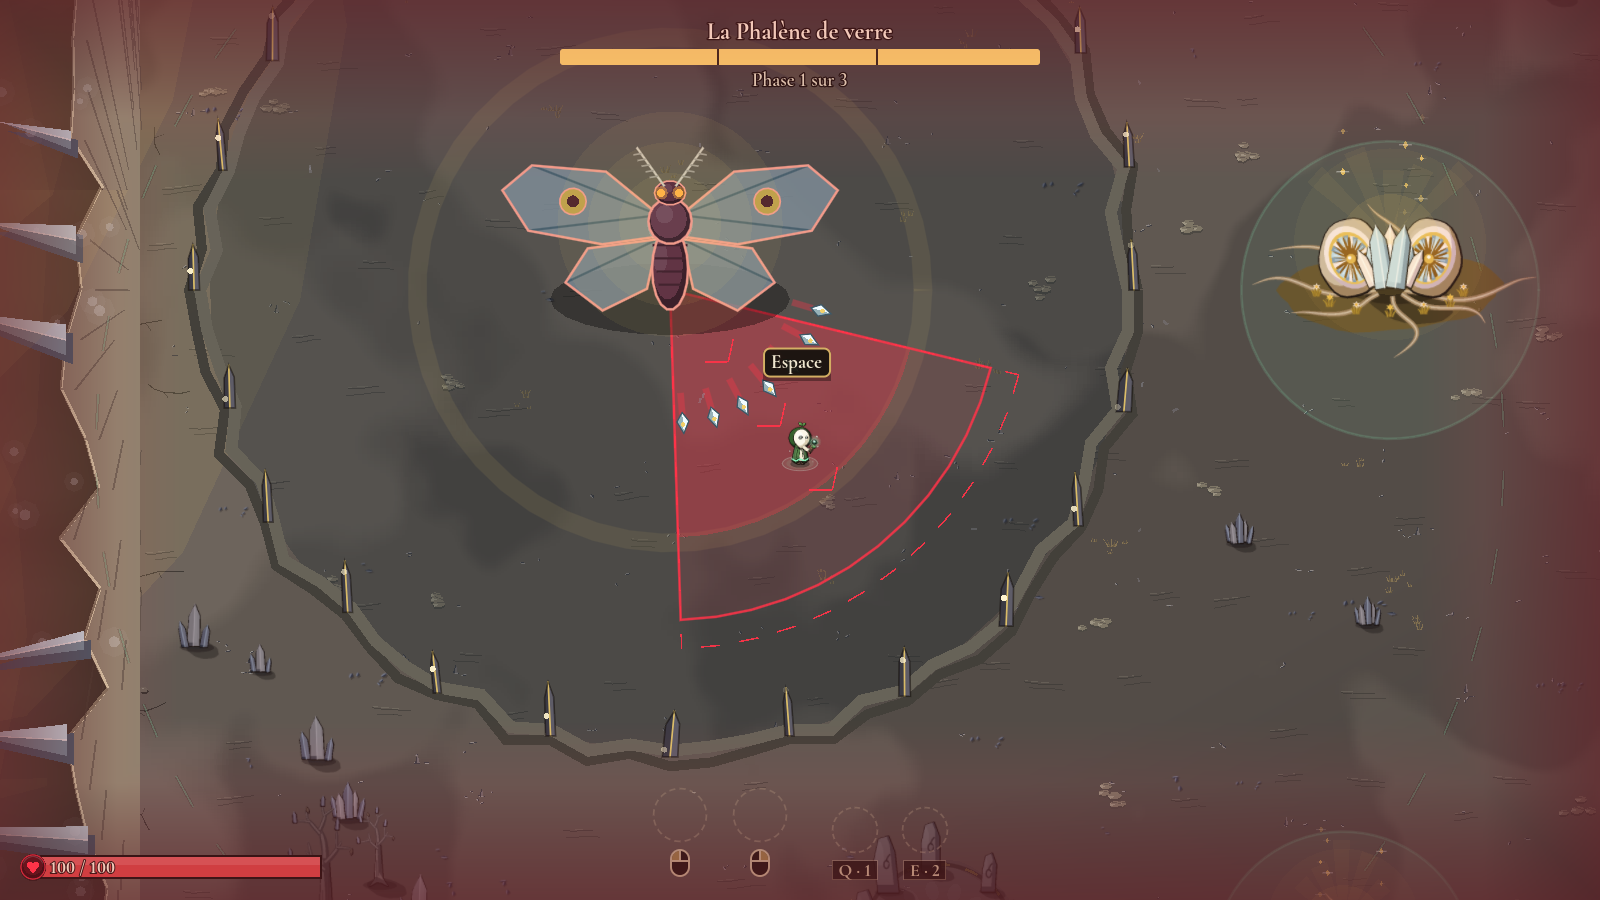 La Phalène de verre
Phase 1 sur 3
Espace
100 / 100
Q · 1
E · 2